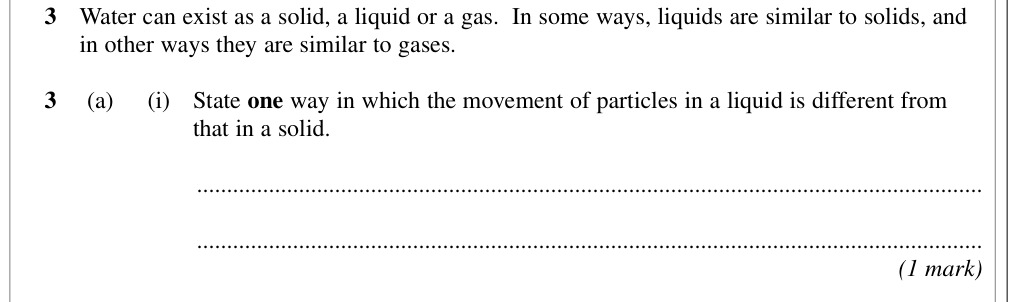 3 Water can exist as a solid, a liquid or a gas. In some ways, liquids are similar to solids, and
in other ways they are similar to gases.
3 (a) (i) State one way in which the movement of particles in a liquid is different from
that in a solid.
(1 mark)